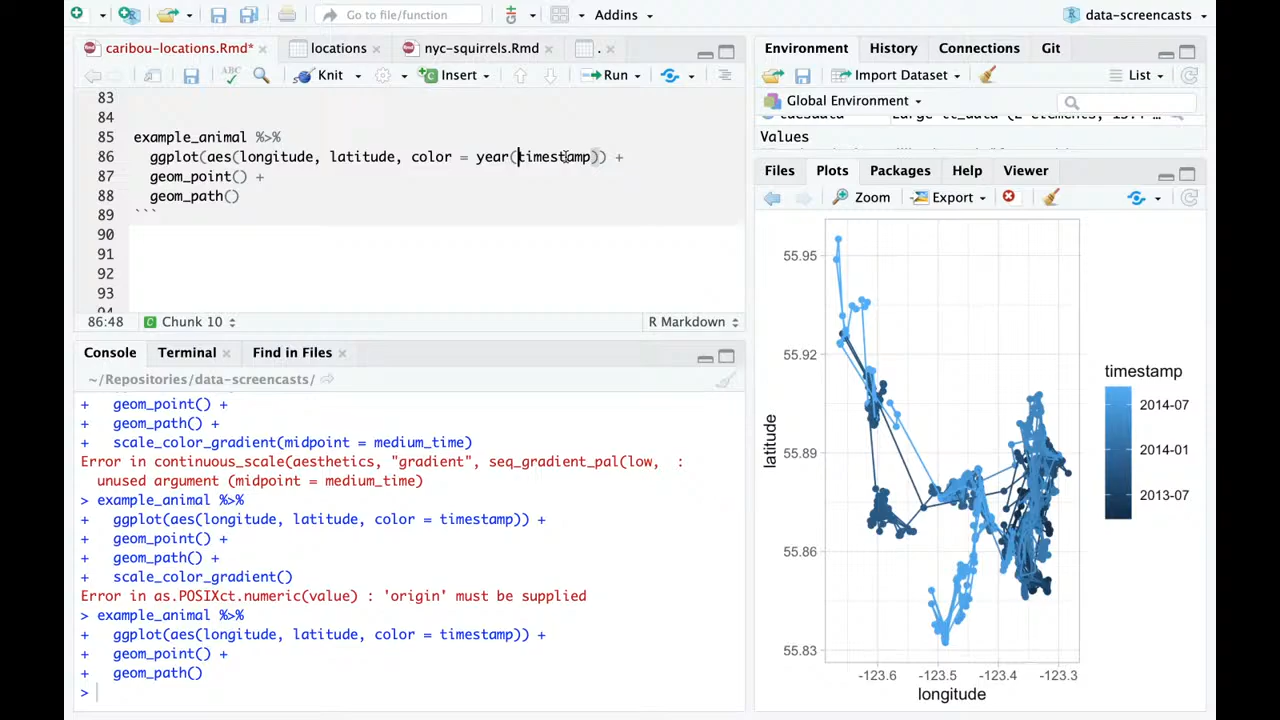 Go to file/function
Addins
data-screencasts
caribou-locations.Rmd*
locations
nyc-squirrels.Rmd
.
ABC
Knit
Insert
Run
83
84
85 example_animal %>%
86 ggplot(aes(longitude, latitude, color = year(timestamp)) +
87 geom_point() +
88 geom_path()
89 ```
90
91
92
93
86:48
Chunk 10
R Markdown
Console
Terminal
Find in Files
~/Repositories/data-screencasts/
+ geom_point() +
+ geom_path() +
+ scale_color_gradient(midpoint = medium_time)
Error in continuous_scale(aesthetics, "gradient", seq_gradient_pal(low, :
unused argument (midpoint = medium_time)
> example_animal %>%
+ ggplot(aes(longitude, latitude, color = timestamp)) +
+ geom_point() +
+ geom_path() +
+ scale_color_gradient()
Error in as.POSIXct.numeric(value) : 'origin' must be supplied
> example_animal %>%
+ ggplot(aes(longitude, latitude, color = timestamp)) +
+ geom_point() +
+ geom_path()
>
Environment
History
Connections
Git
Import Dataset
List
Global Environment
Values
Files
Plots
Packages
Help
Viewer
Zoom
Export
55.95
55.92
55.89
55.86
55.83
latitude
-123.6
-123.5
-123.4
-123.3
longitude
timestamp
2014-07
2014-01
2013-07